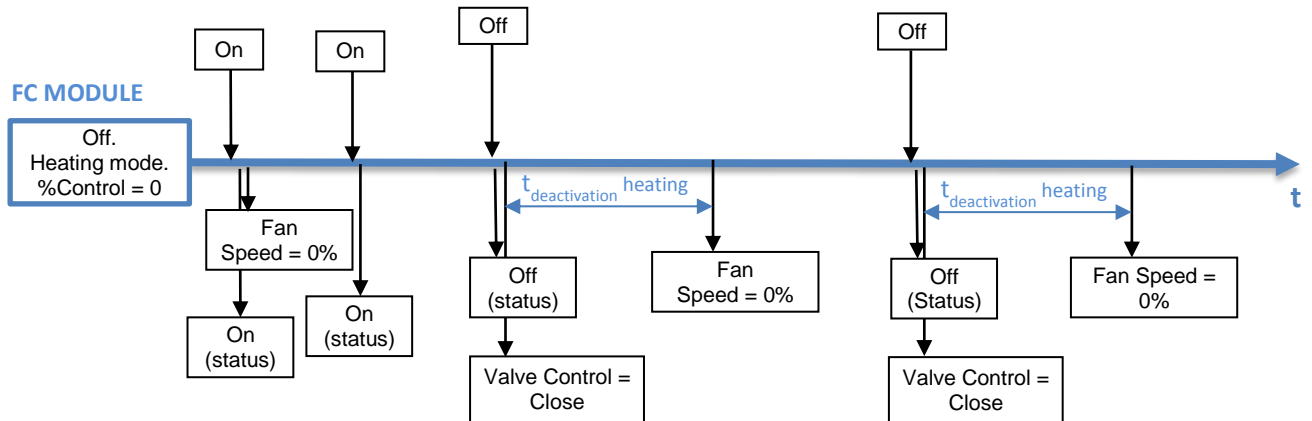 Off
Off
On
On
FC MODULE
Off.
Heating mode.
%Control = 0
t deactivation heating
t deactivation heating
t
Fan
Speed = 0%
Off
(status)
Fan
Speed = 0%
Off
(Status)
Fan Speed =
0%
On
(status)
On
(status)
Valve Control =
Close
Valve Control =
Close